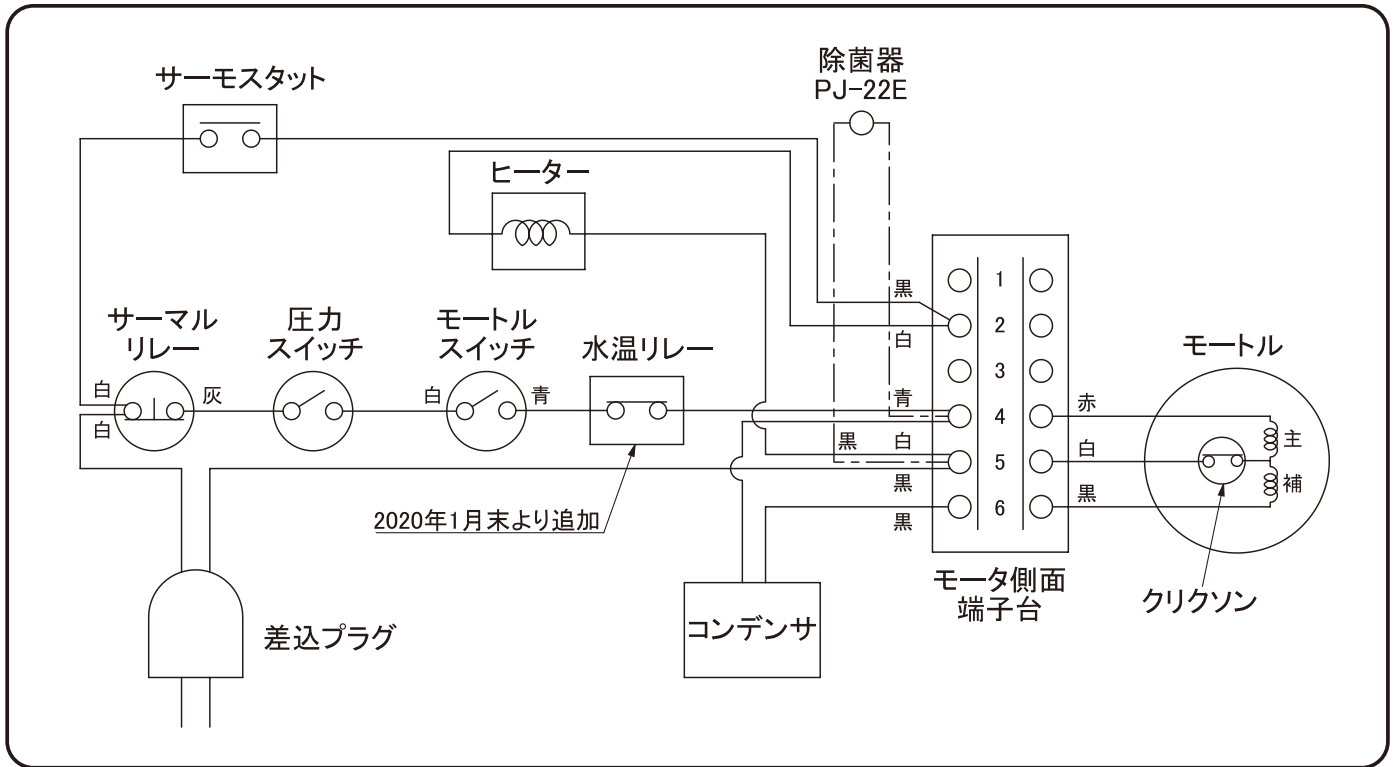 サーモスタット
除菌器
PJ-22E
ヒーター
1
黒
2
白
サーマル
リレー
圧力
スイッチ
モートル
スイッチ
水温リレー
モートル
3
白
灰
白
青
青
4
赤
主
白
黒
白
5
白
補
黒
6
黒
黒
2020年1月末より追加
モータ側面
端子台
クリクソン
コンデンサ
差込プラグ